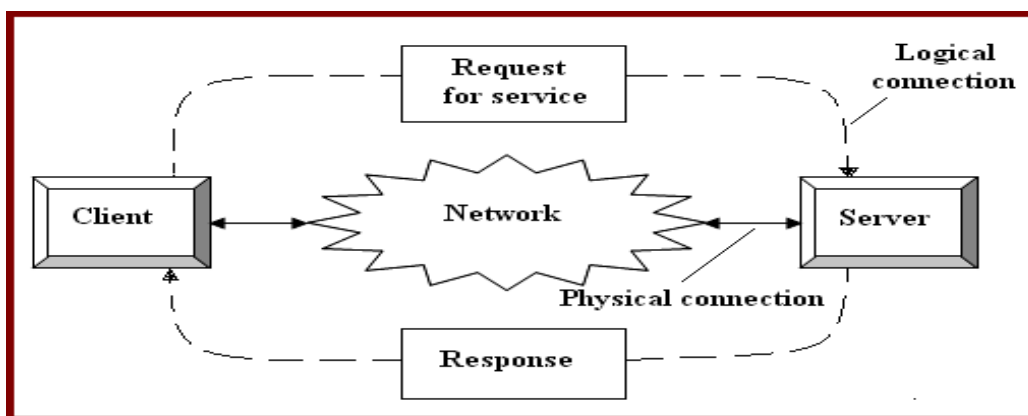 Request
for service
Logical
connection
Client
Network
Server
Physical connection
Response